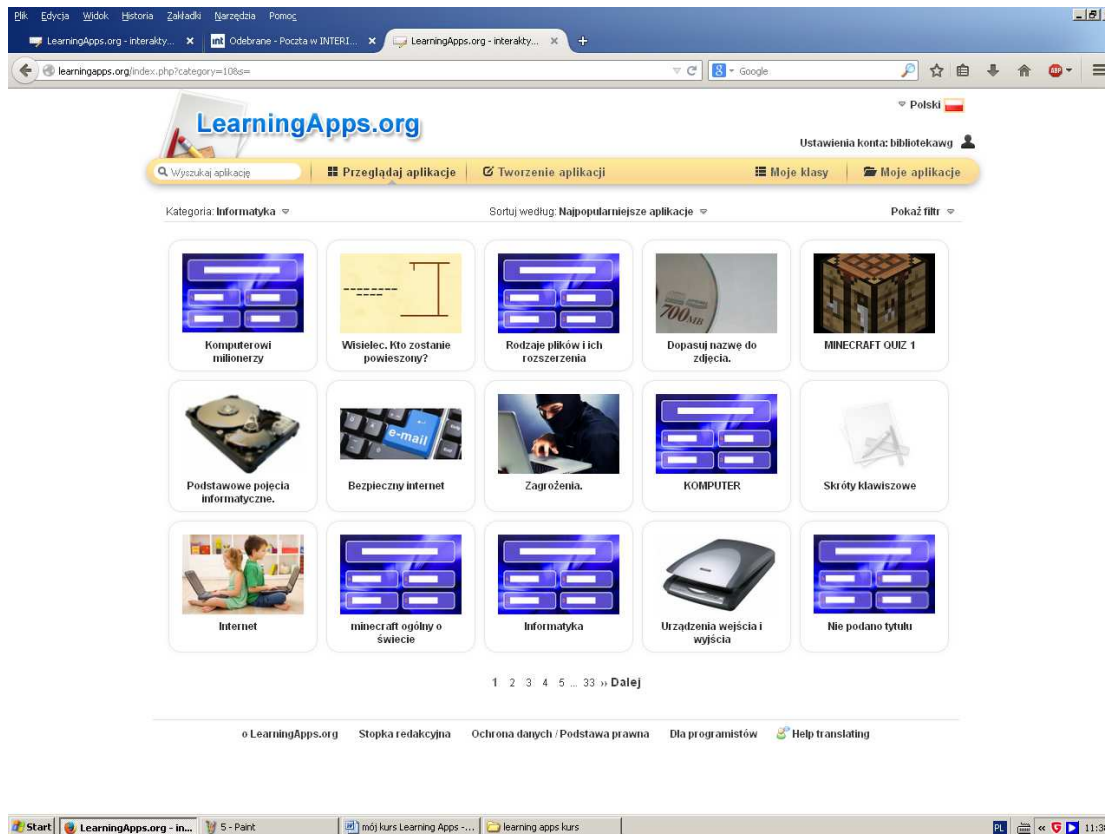 Plik Edycja Widok Historia Zakładki Narzędzia Pomoc
LearningApps.org - interakty... × int Odebrane - Poczta w INTERI... × LearningApps.org - interakty... × +
learningapps.org/index.php?category=10&s= Google ABP
LearningApps.org
Polski
Ustawienia konta: bibliotekawg
Wyszukaj aplikację Przeglądaj aplikacje Tworzenie aplikacji Moje klasy Moje aplikacje
Kategoria: Informatyka Sortuj według: Najpopularniejsze aplikacje Pokaż filtr
700MB
Komputerowi milionerzy
Wisielec. Kto zostanie powieszony?
Rodzaje plików i ich rozszerzenia
Dopasuj nazwę do zdjęcia.
MINECRAFT QUIZ 1
e-mail
Podstawowe pojęcia informatyczne.
Bezpieczny internet
Zagrożenia.
KOMPUTER
Skróty klawiszowe
Internet
minecraft ogólny o świecie
Informatyka
Urządzenia wejścia i wyjścia
Nie podano tytułu
1 2 3 4 5 ... 33 ›› Dalej
o LearningApps.org Stopka redakcyjna Ochrona danych / Podstawa prawna Dla programistów Help translating
Start LearningApps.org - in... 5 - Paint mój kurs Learning Apps -... learning apps kurs PL «